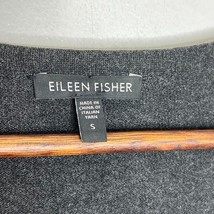 EILEEN FISHER
MADE IN
CHINA OF
ITALIAN
YARN
S